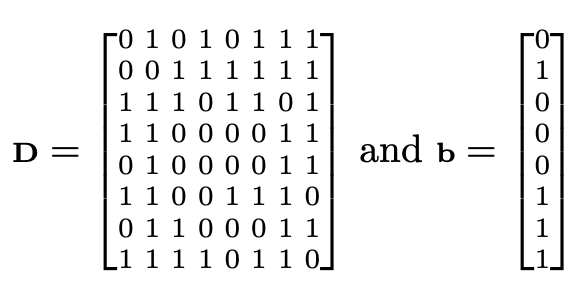 D = [0 1 0 1 0 1 1 1
0 0 1 1 1 1 1 1
1 1 1 0 1 1 0 1
1 1 0 0 0 0 1 1
0 1 0 0 0 0 1 1
1 1 0 0 1 1 1 0
0 1 1 0 0 0 1 1
1 1 1 1 0 1 1 0]
and b = [0
1
0
0
0
1
1
1]